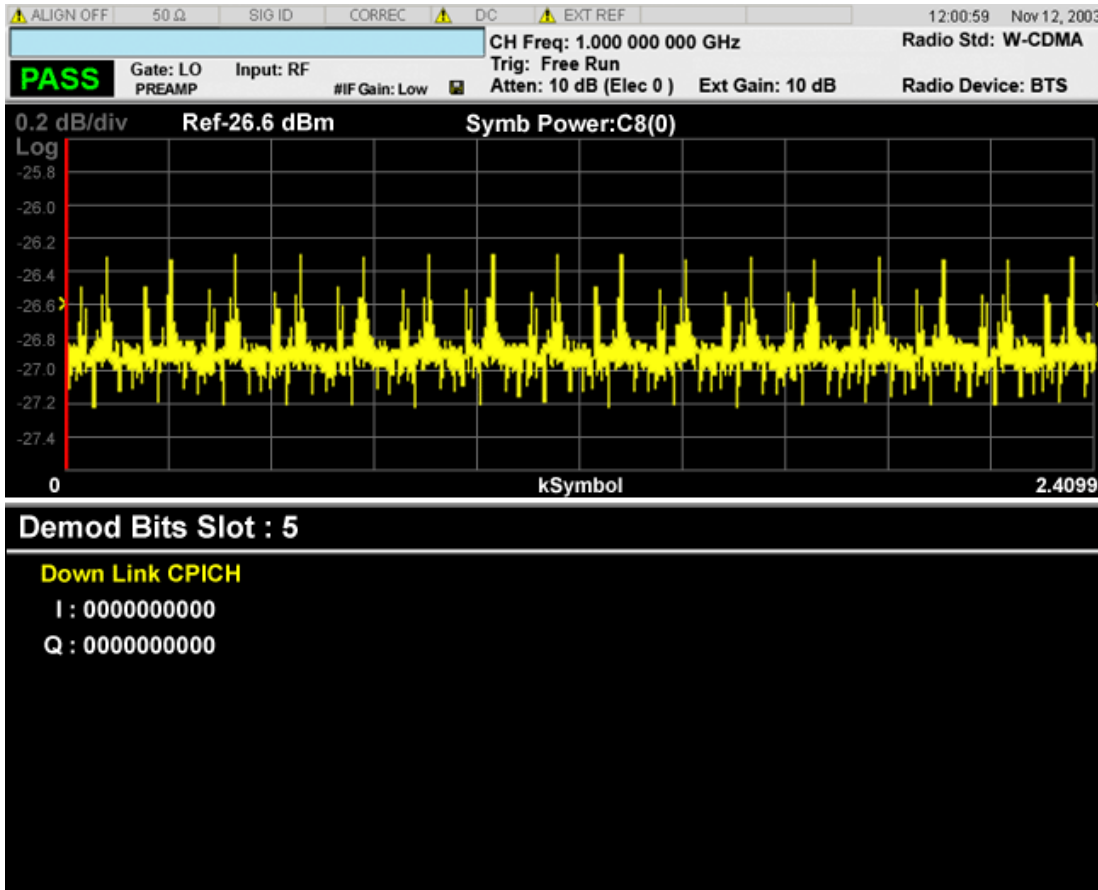 ALIGN OFF 50 Ω SIG ID CORREC DC EXT REF 12:00:59 Nov 12, 2003
CH Freq: 1.000 000 000 GHz Radio Std: W-CDMA
PASS Gate: LO Input: RF Trig: Free Run
PREAMP #IF Gain: Low Atten: 10 dB (Elec 0 ) Ext Gain: 10 dB Radio Device: BTS
0.2 dB/div Ref-26.6 dBm Symb Power:C8(0)
Log
-25.8
-26.0
-26.2
-26.4
-26.6
-26.8
-27.0
-27.2
-27.4
0 kSymbol 2.4099
Demod Bits Slot : 5
Down Link CPICH
I : 0000000000
Q : 0000000000